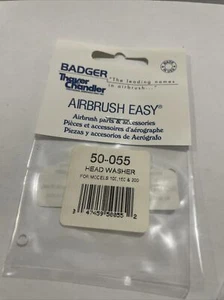 BADGER
Thayer
Chandler
"The leading names
in airbrush..."
AIRBRUSH EASY®
Airbrush parts & accessories
Pièces et accessoires d'aérographe
Piezas y accesorios de Aerógrafo
50-055
HEAD WASHER
FOR MODELS 100, 150 & 200